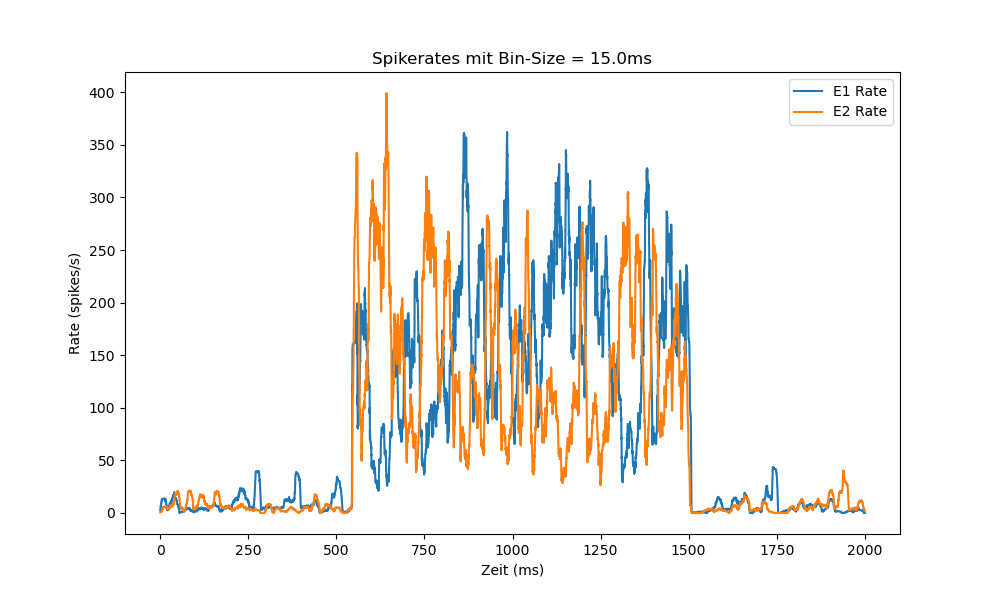 Spikerates mit Bin-Size = 15.0ms
E1 Rate
E2 Rate
400
350
300
250
200
150
100
50
0
Rate (spikes/s)
0 250 500 750 1000 1250 1500 1750 2000
Zeit (ms)